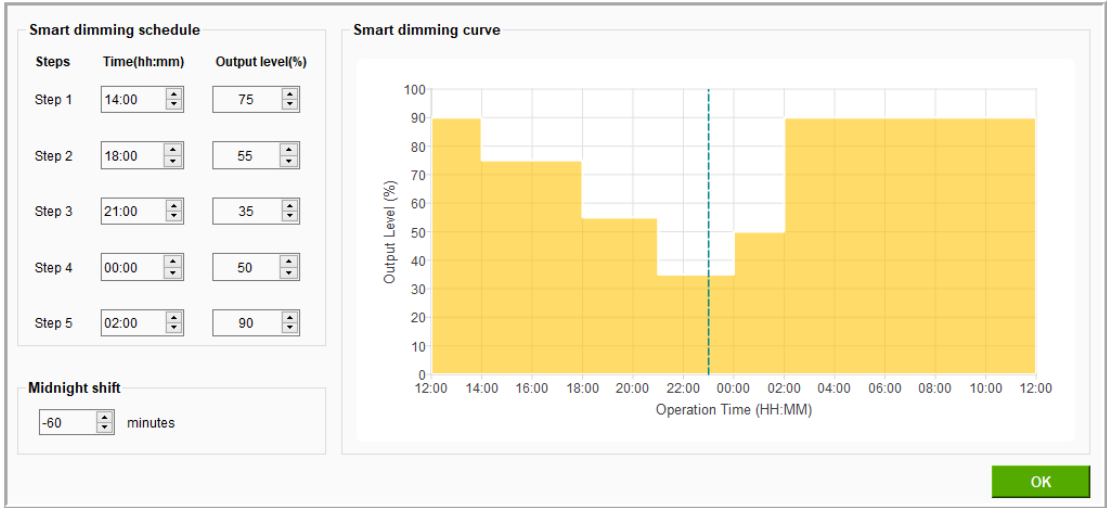 Smart dimming schedule
Steps Time(hh:mm) Output level(%)
Step 1 14:00 75
Step 2 18:00 55
Step 3 21:00 35
Step 4 00:00 50
Step 5 02:00 90
Midnight shift
-60 minutes
Smart dimming curve
100
90
80
70
60
50
40
30
20
10
0
Output Level (%)
12:00 14:00 16:00 18:00 20:00 22:00 00:00 02:00 04:00 06:00 08:00 10:00 12:00
Operation Time (HH:MM)
OK